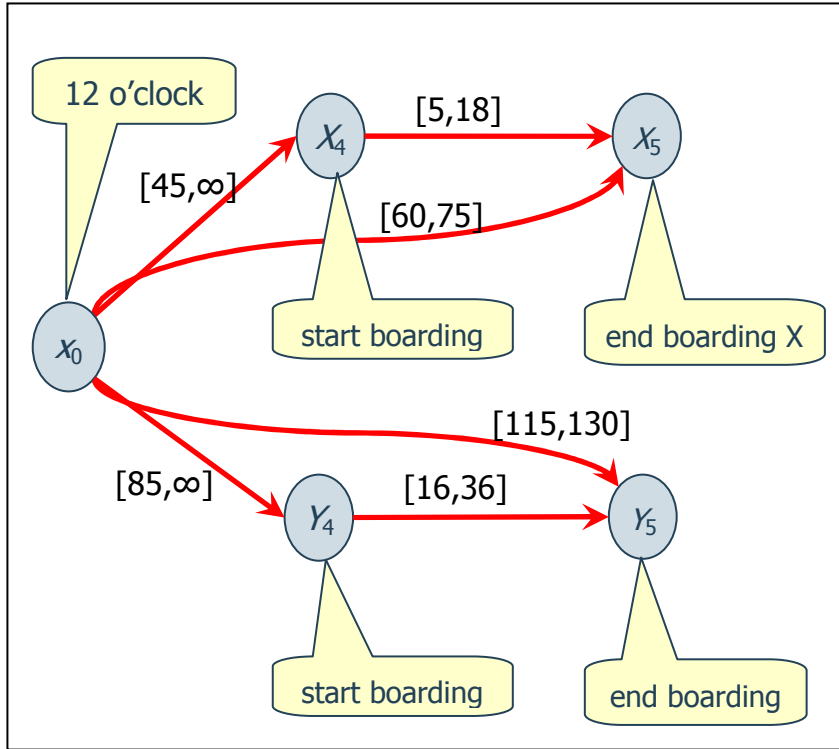 12 o’clock
X4
[5,18]
X5
[45,∞]
[60,75]
start boarding
end boarding X
x0
[115,130]
[85,∞]
[16,36]
Y4
Y5
start boarding
end boarding